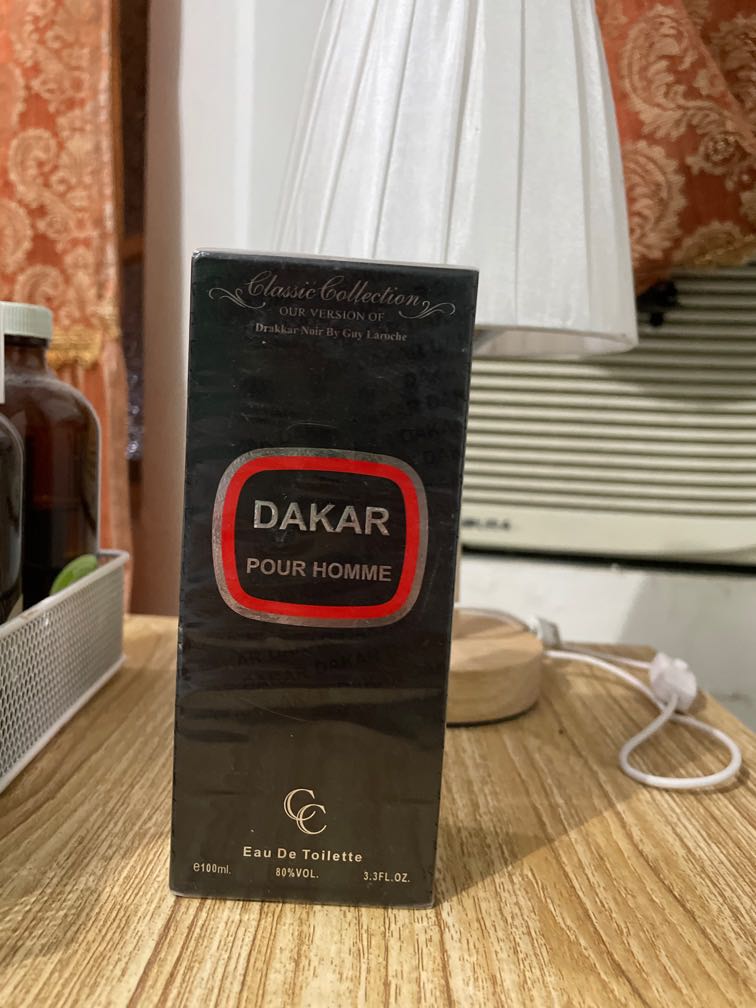 Classic Collection
OUR VERSION OF
Drakkar Noir By Guy Laroche
DAKAR
POUR HOMME
CC
Eau De Toilette
e100ml.
80%VOL.
3.3FL.OZ.